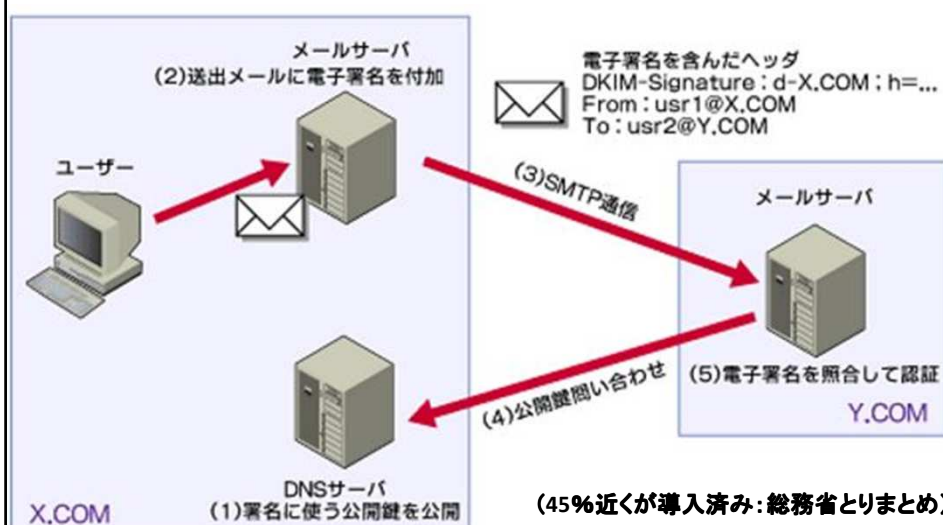 メールサーバ
(2)送出メールに電子署名を付加
電子署名を含んだヘッダ
DKIM-Signature：d-X.COM；h=...
From：usr1@X.COM
To：usr2@Y.COM
ユーザー
(3)SMTP通信
メールサーバ
(4)公開鍵問い合わせ
(5)電子署名を照合して認証
Y.COM
DNSサーバ
(1)署名に使う公開鍵を公開
X.COM
（45％近くが導入済み：総務省とりまとめ）